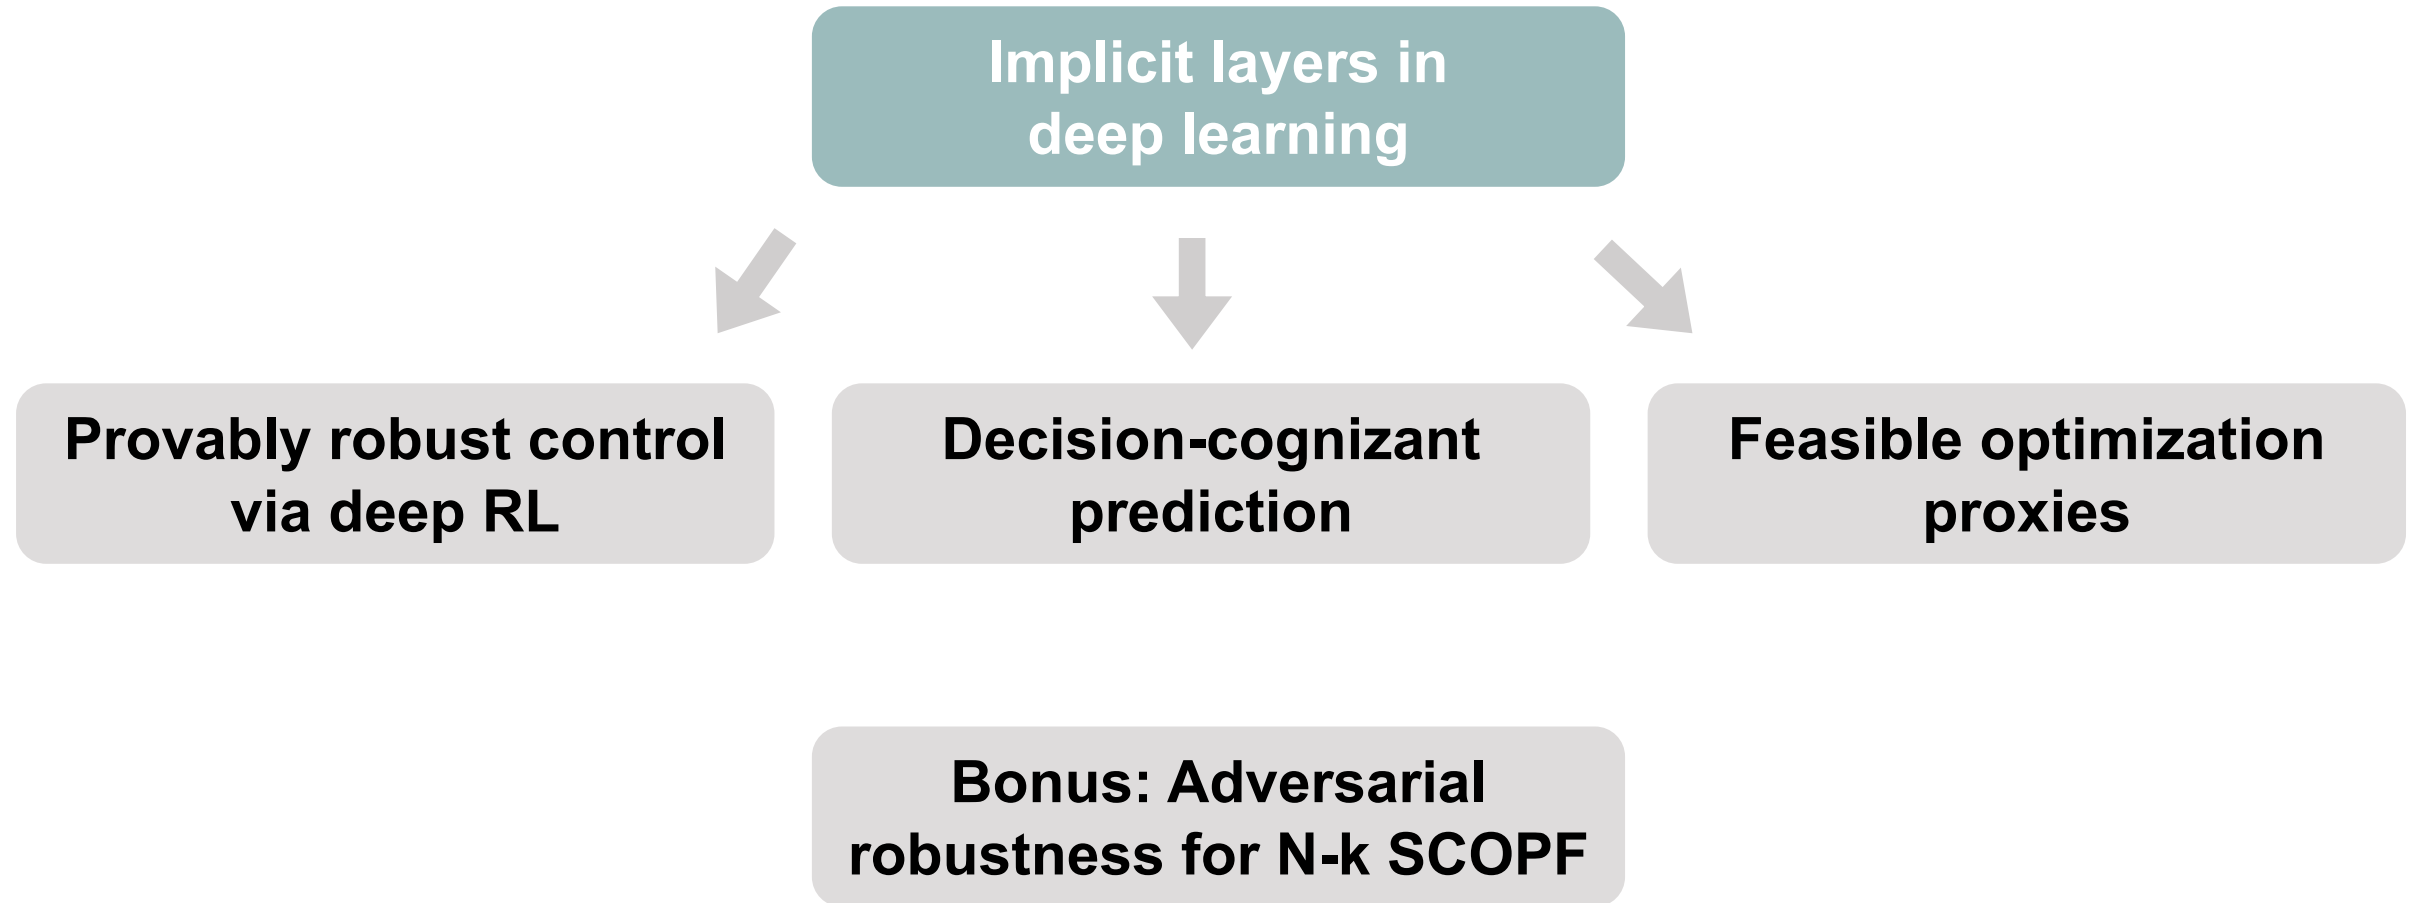 Implicit layers in
deep learning
Provably robust control
via deep RL
Decision-cognizant
prediction
Feasible optimization
proxies
Bonus: Adversarial
robustness for N-k SCOPF